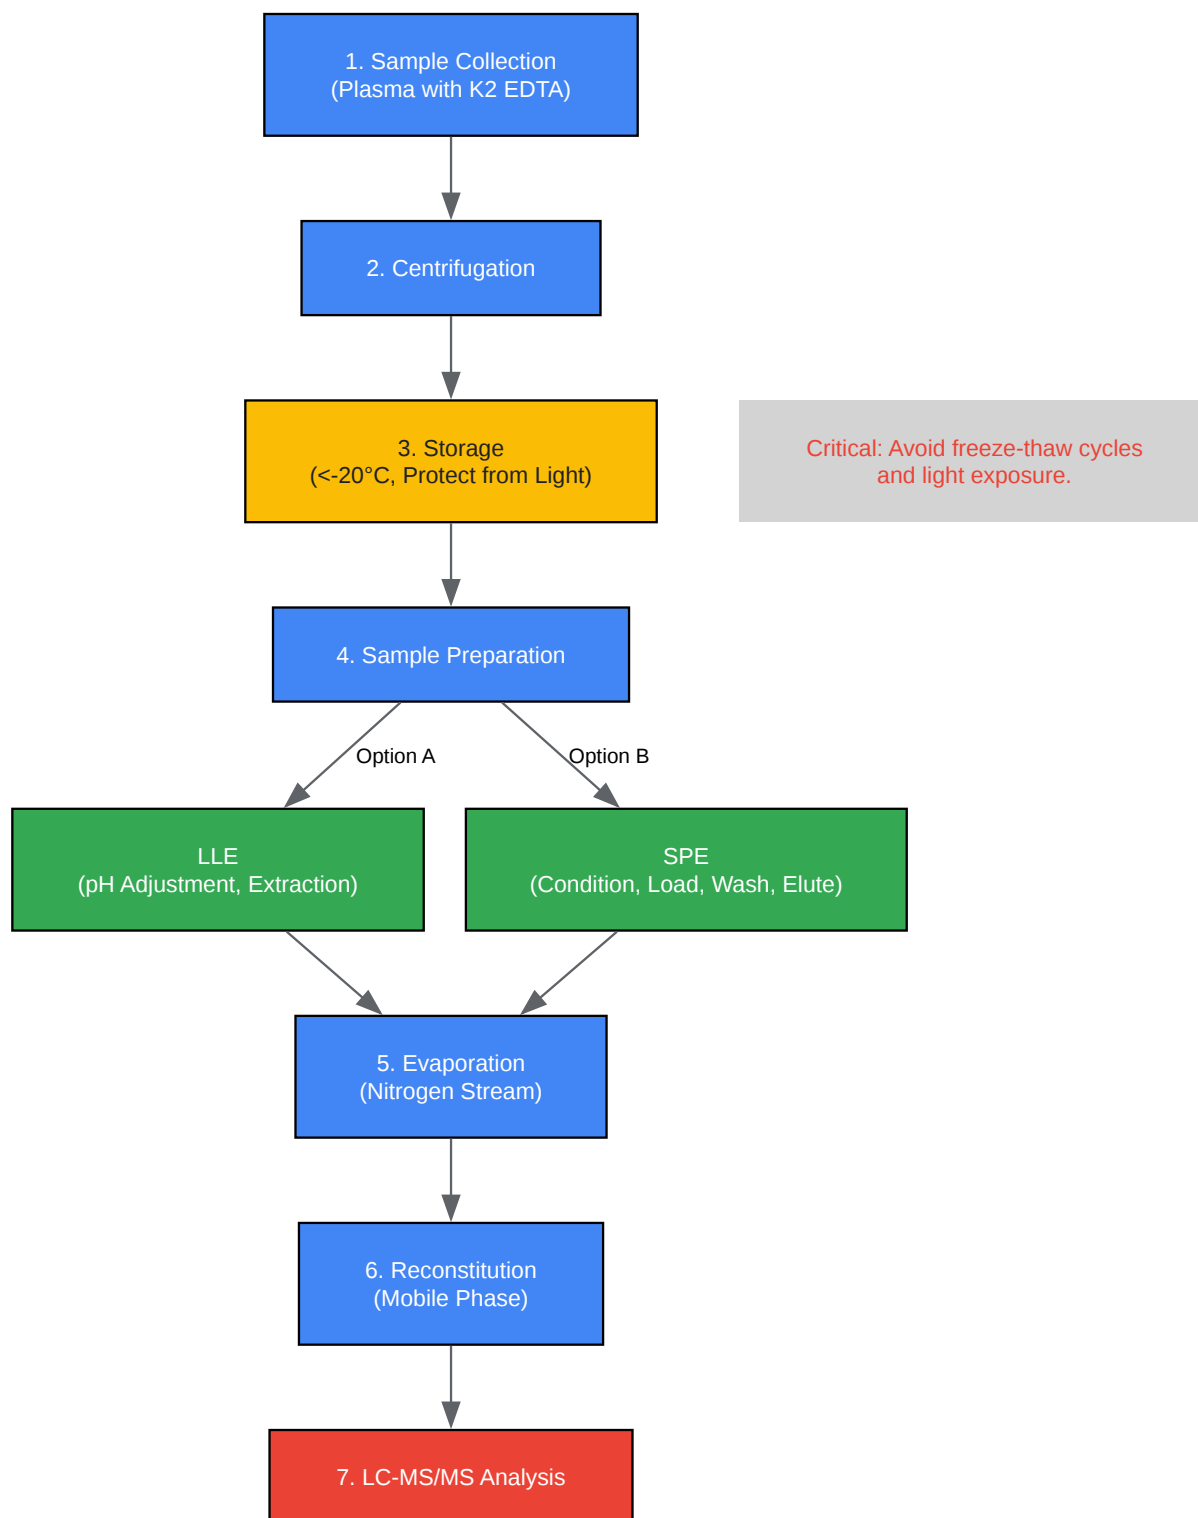 1. Sample Collection
(Plasma with K2 EDTA)
2. Centrifugation
3. Storage
(<-20°C, Protect from Light)
Critical: Avoid freeze-thaw cycles
and light exposure.
4. Sample Preparation
Option A
Option B
LLE
(pH Adjustment, Extraction)
SPE
(Condition, Load, Wash, Elute)
5. Evaporation
(Nitrogen Stream)
6. Reconstitution
(Mobile Phase)
7. LC-MS/MS Analysis